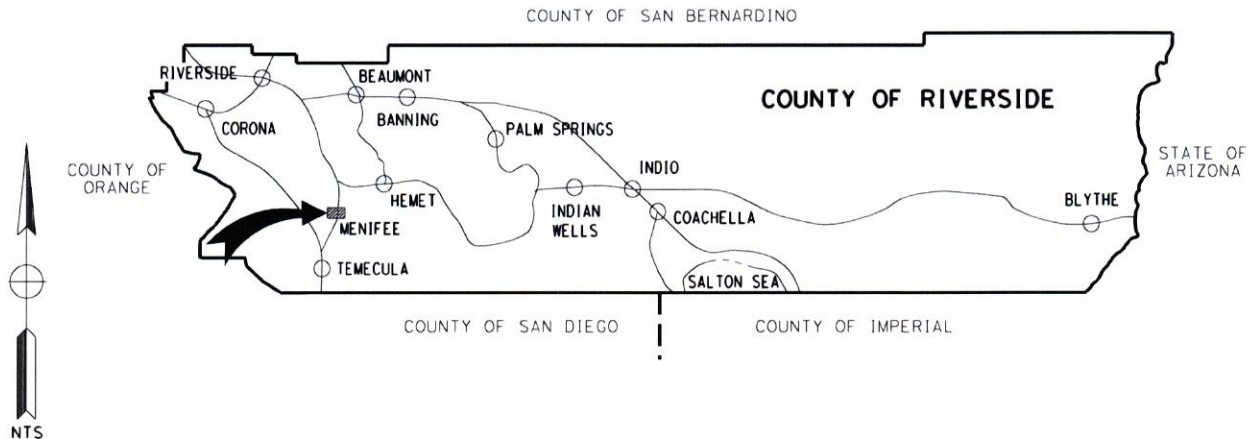 COUNTY OF SAN BERNARDINO
RIVERSIDE
BEAUMONT
COUNTY OF RIVERSIDE
BANNING
CORONA
PALM SPRINGS
COUNTY OF
ORANGE
STATE OF
ARIZONA
INDIO
HEMET
BLYTHE
INDIAN
WELLS
COACHELLA
MENIFEE
TEMECULA
SALTON SEA
COUNTY OF SAN DIEGO
COUNTY OF IMPERIAL
NTS